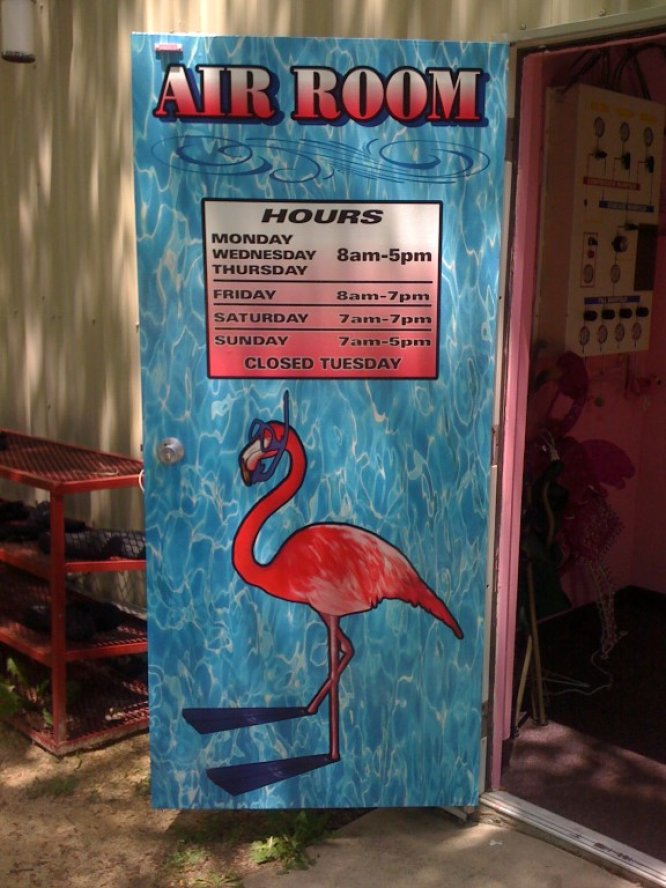 AIR ROOM
HOURS
MONDAY
WEDNESDAY 8am-5pm
THURSDAY
FRIDAY 8am-7pm
SATURDAY 7am-7pm
SUNDAY 7am-5pm
CLOSED TUESDAY